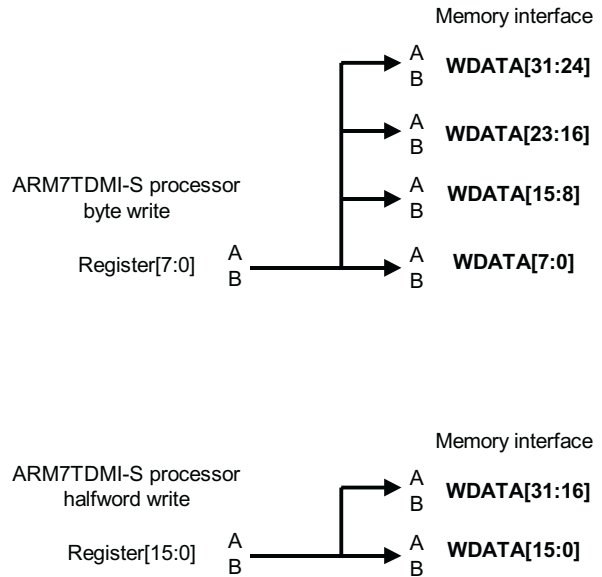 Memory interface
A
B
WDATA[31:24]
A
B
WDATA[23:16]
ARM7TDMI-S processor
byte write
A
B
WDATA[15:8]
Register[7:0]
A
B
A
B
WDATA[7:0]
Memory interface
ARM7TDMI-S processor
halfword write
A
B
WDATA[31:16]
Register[15:0]
A
B
A
B
WDATA[15:0]